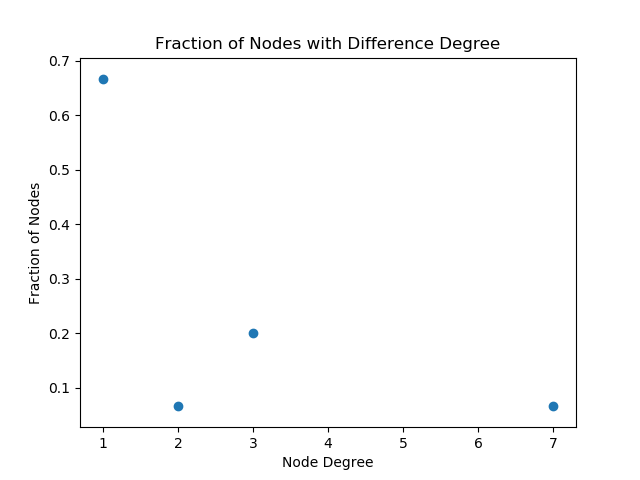 Fraction of Nodes with Difference Degree
Fraction of Nodes
0.7
0.6
0.5
0.4
0.3
0.2
0.1
1 2 3 4 5 6 7
Node Degree